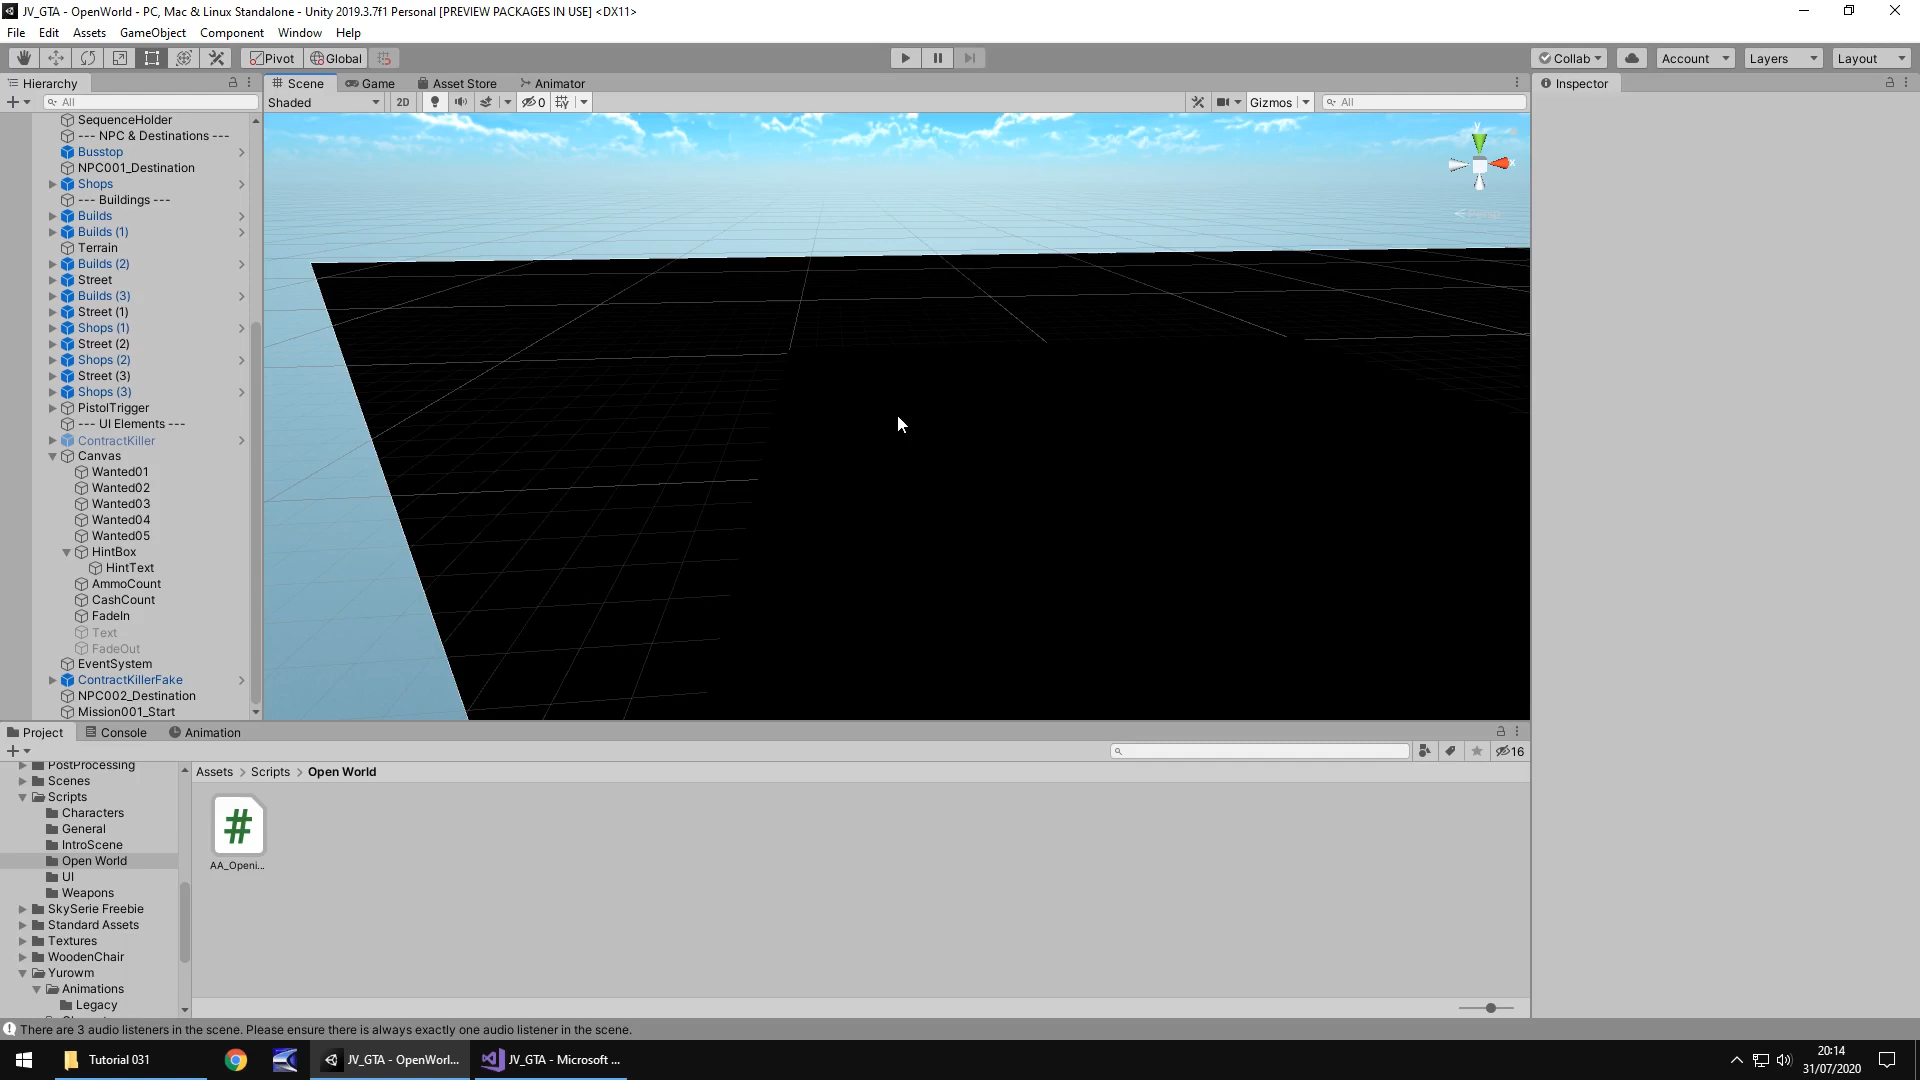 JV_GTA - OpenWorld - PC, Mac & Linux Standalone - Unity 2019.3.7f1 Personal [PREVIEW PACKAGES IN USE] <DX11>
File Edit Assets GameObject Component Window Help
Pivot Global Collab Account Layers Layout
Hierarchy Scene Game Asset Store Animator Inspector
All Shaded 2D 0 Gizmos All
SequenceHolder
--- NPC & Destinations ---
Busstop
NPC001_Destination
Shops
--- Buildings ---
Builds
Builds (1)
Terrain
Builds (2)
Street
Builds (3)
Street (1)
Shops (1)
Street (2)
Shops (2)
Street (3)
Shops (3)
PistolTrigger
--- UI Elements ---
ContractKiller
Canvas
Wanted01
Wanted02
Wanted03
Wanted04
Wanted05
HintBox
HintText
AmmoCount
CashCount
FadeIn
Text
FadeOut
EventSystem
ContractKillerFake
NPC002_Destination
Mission001_Start
y
x
Persp
Project Console Animation
16
PostProcessing
Scenes
Scripts
Characters
General
IntroScene
Open World
UI
Weapons
SkySerie Freebie
Standard Assets
Textures
WoodenChair
Yurowm
Animations
Legacy
Assets > Scripts > Open World
#
AA_Openi...
There are 3 audio listeners in the scene. Please ensure there is always exactly one audio listener in the scene.
Tutorial 031 JV_GTA - OpenWorl... JV_GTA - Microsoft ...
20:14
31/07/2020